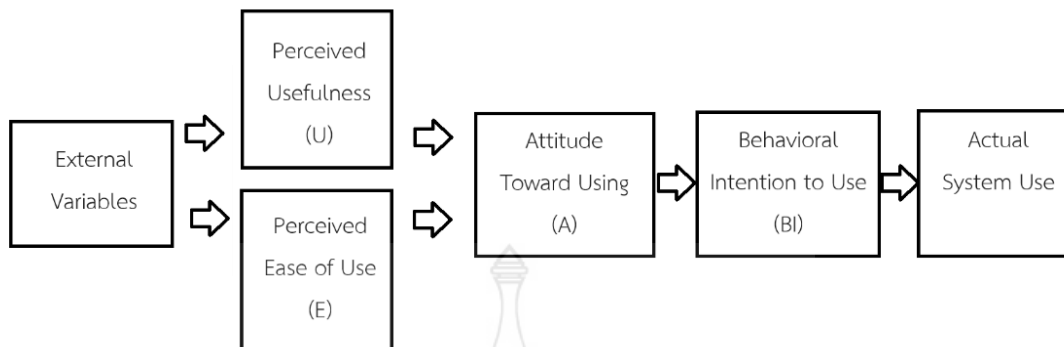 Perceived
Usefulness
(U)
External
Variables
Perceived
Ease of Use
(E)
Attitude
Toward Using
(A)
Behavioral
Intention to Use
(BI)
Actual
System Use